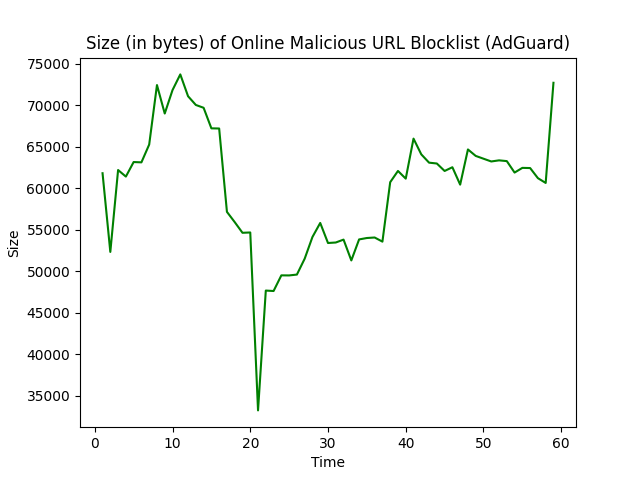 Size (in bytes) of Online Malicious URL Blocklist (AdGuard)
75000
70000
65000
60000
55000
50000
45000
40000
35000
Size
0 10 20 30 40 50 60
Time